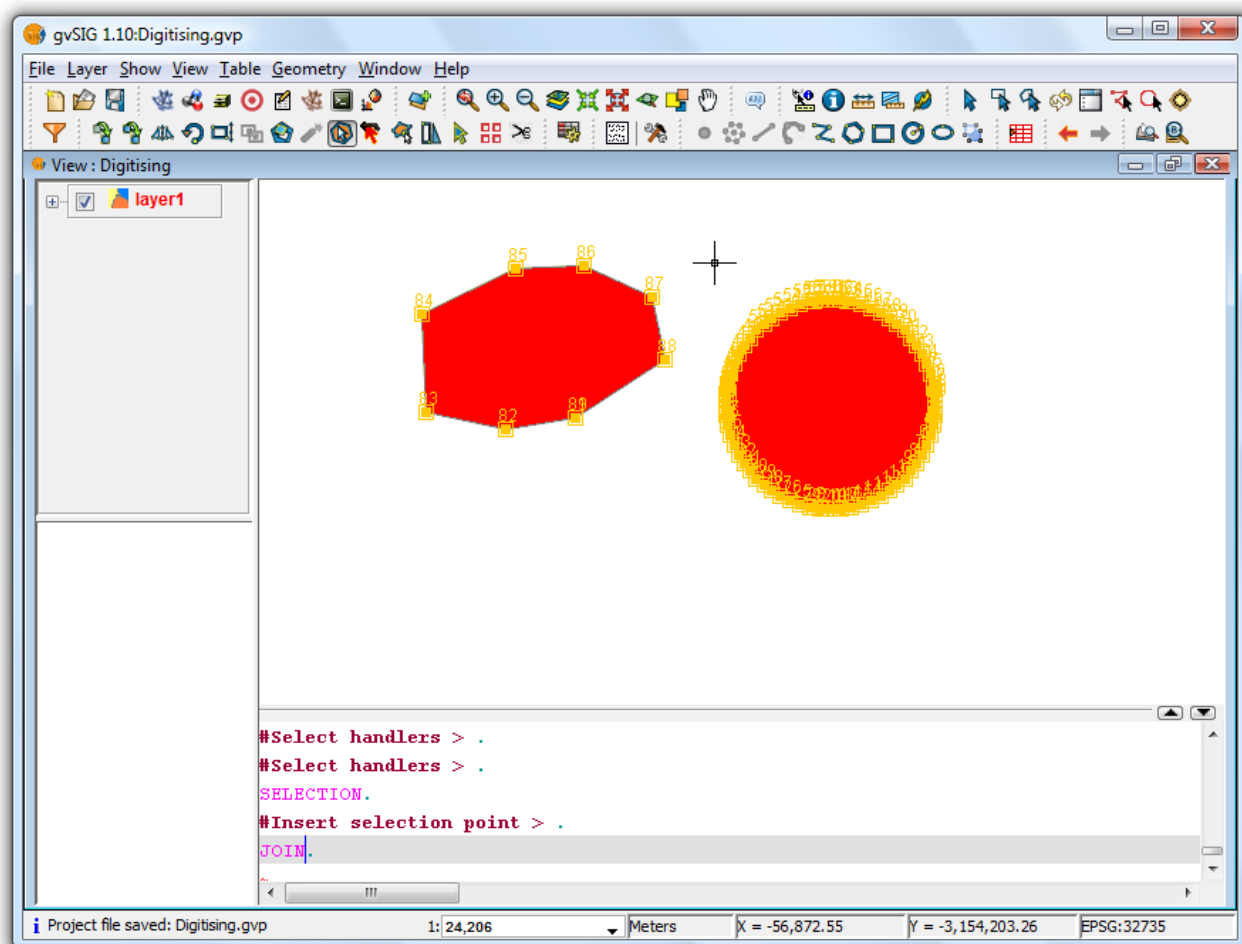 gvSIG 1.10:Digitising.gvp
File Layer Show View Table Geometry Window Help
View : Digitising
layer1
85 86
87
84
88
83
82
#Select handlers > .
#Select handlers > .
SELECTION.
#Insert selection point > .
JOIN.
Project file saved: Digitising.gvp 1: 24,206 Meters X = -56,872.55 Y = -3,154,203.26 EPSG:32735